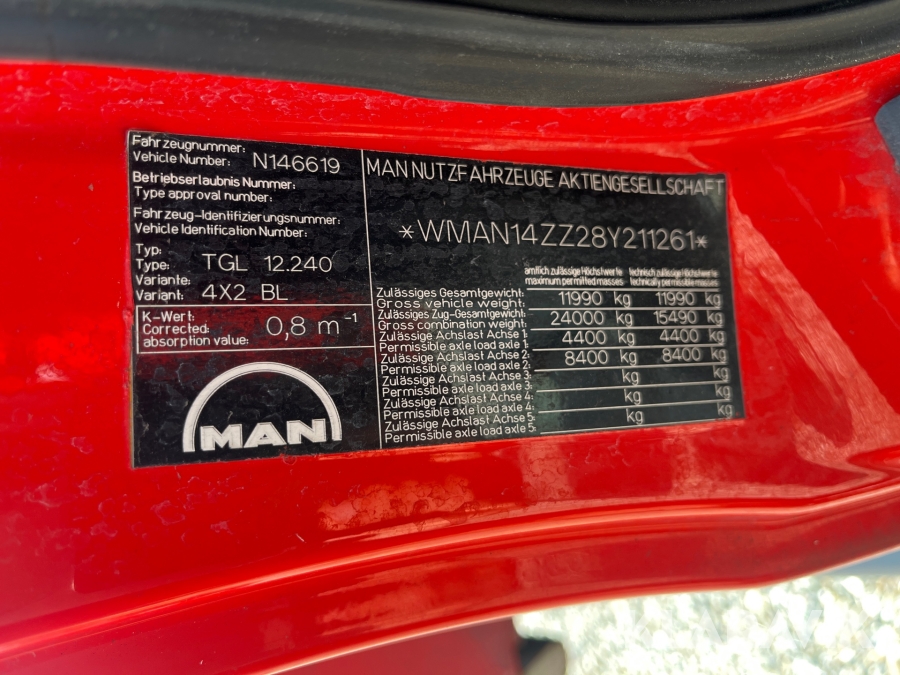 Fahrzeugnummer:
Vehicle Number: N146619
Betriebserlaubnis Nummer:
Type approval number:
Fahrzeug-Identifizierungsnummer:
Vehicle Identification Number:
Typ:
Type: TGL 12.240
Variante:
Variant: 4X2 BL
K-Wert:
Corrected:
absorption value: 0,8 m⁻¹
MAN
MAN NUTZFAHRZEUGE AKTIENGESELLSCHAFT
*WMAN14ZZ28Y211261*
amtlich zulässige Höchstwerte technisch zulässige Höchstwerte
maximum permitted masses technically permissible masses
Zulässiges Gesamtgewicht:
Gross vehicle weight: 11990 kg 11990 kg
Zulässiges Zug-Gesamtgewicht:
Gross combination weight: 24000 kg 15490 kg
Zulässige Achslast Achse 1:
Permissible axle load axle 1: 4400 kg 4400 kg
Zulässige Achslast Achse 2:
Permissible axle load axle 2: 8400 kg 8400 kg
Zulässige Achslast Achse 3:
Permissible axle load axle 3: kg kg
Zulässige Achslast Achse 4:
Permissible axle load axle 4: kg kg
Zulässige Achslast Achse 5:
Permissible axle load axle 5: kg kg